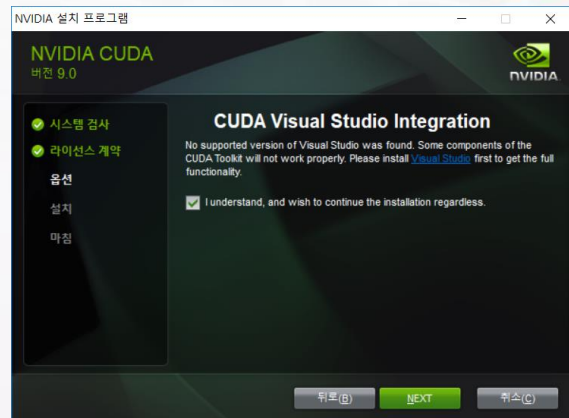 NVIDIA 설치 프로그램
NVIDIA CUDA
버전 9.0
NVIDIA.
시스템 검사
라이선스 계약
옵션
설치
마침
CUDA Visual Studio Integration
No supported version of Visual Studio was found. Some components of the
CUDA Toolkit will not work properly. Please install Visual Studio first to get the full
functionality.
I understand, and wish to continue the installation regardless.
뒤로(B)
NEXT
취소(C)